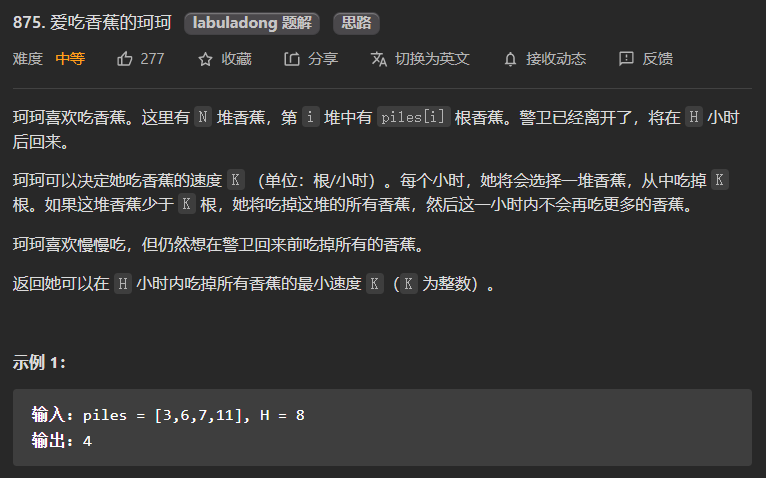 875. 爱吃香蕉的珂珂 labuladong 题解 思路
难度 中等 277 收藏 分享 切换为英文 接收动态 反馈
珂珂喜欢吃香蕉。这里有 N 堆香蕉，第 i 堆中有 piles[i] 根香蕉。警卫已经离开了，将在 H 小时
后回来。
珂珂可以决定她吃香蕉的速度 K （单位：根/小时）。每个小时，她将会选择一堆香蕉，从中吃掉 K
根。如果这堆香蕉少于 K 根，她将吃掉这堆的所有香蕉，然后这一小时内不会再吃更多的香蕉。
珂珂喜欢慢慢吃，但仍然想在警卫回来前吃掉所有的香蕉。
返回她可以在 H 小时内吃掉所有香蕉的最小速度 K（K 为整数）。
示例 1：
输入：piles = [3,6,7,11], H = 8
输出：4